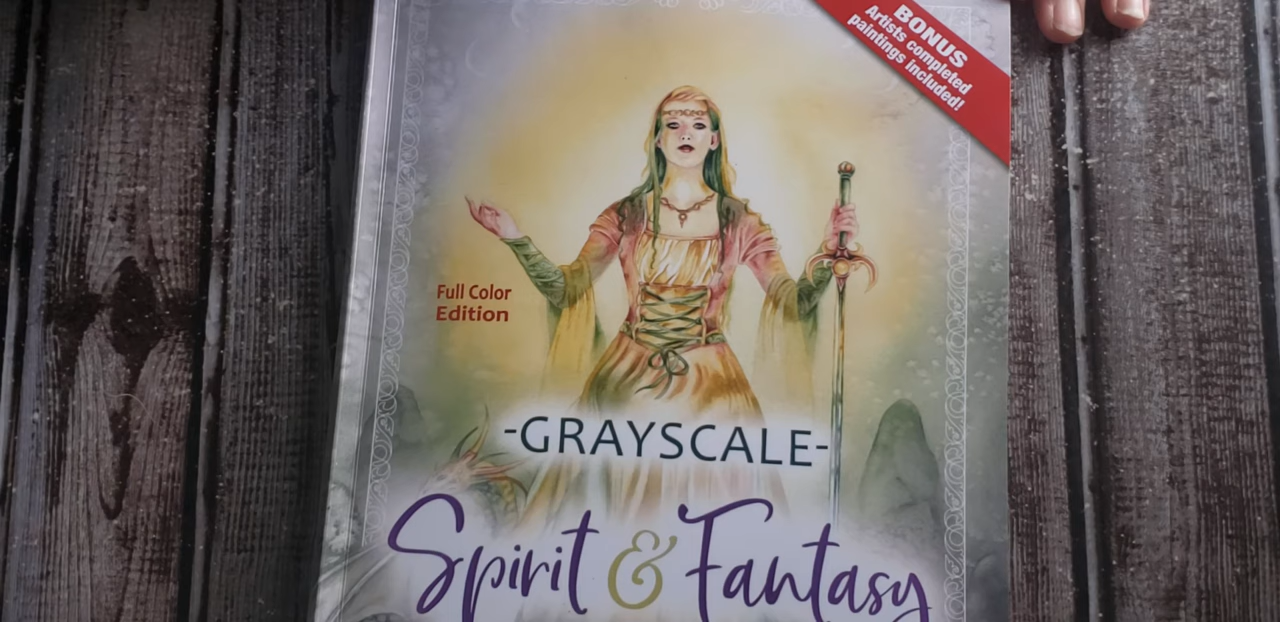 BONUS
Artists completed
paintings included!
Full Color
Edition
-GRAYSCALE-
Spirit & Fantasy